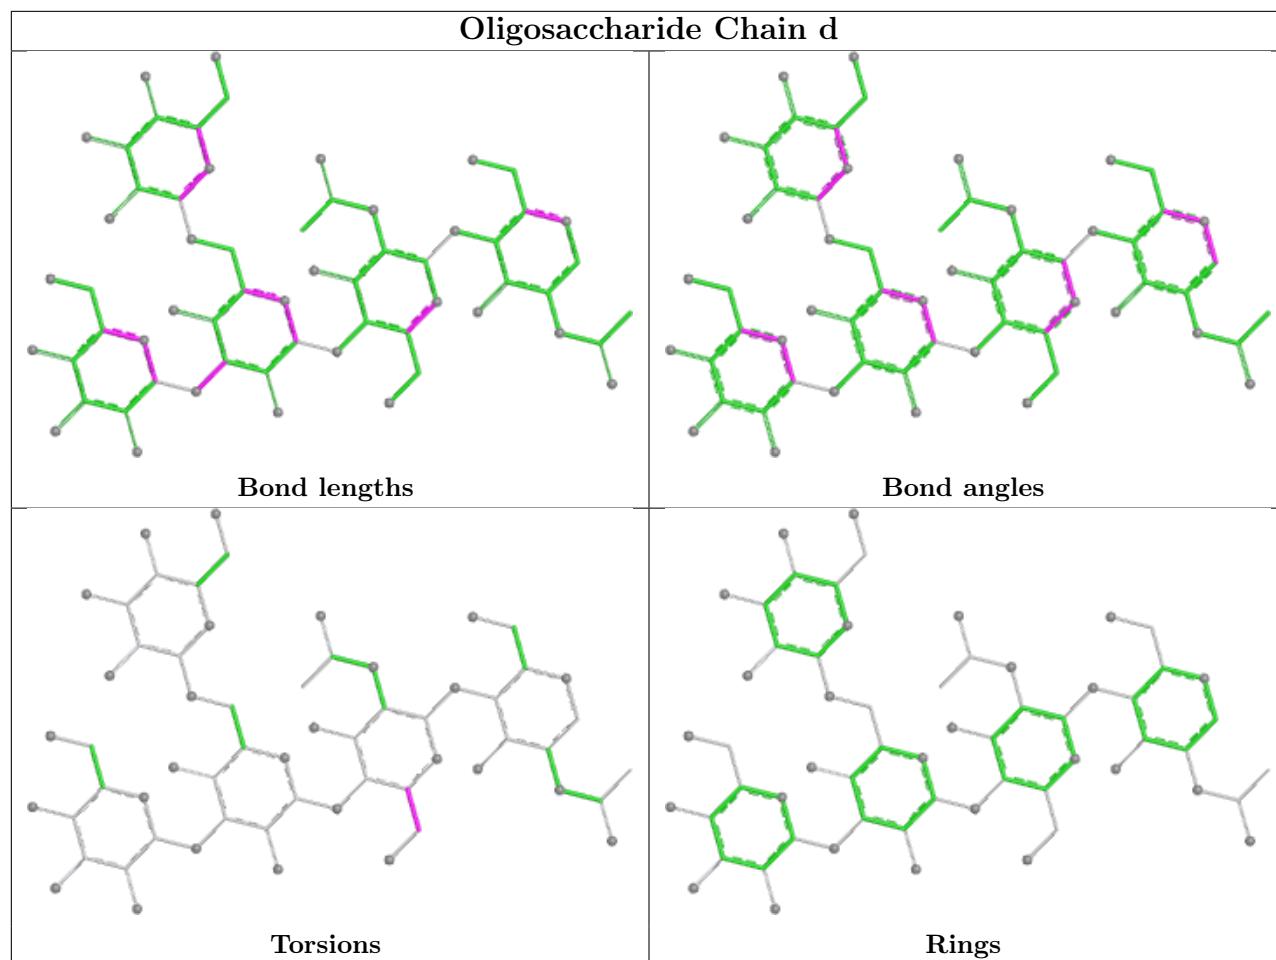 Oligosaccharide Chain d
Bond lengths
Bond angles
Torsions
Rings